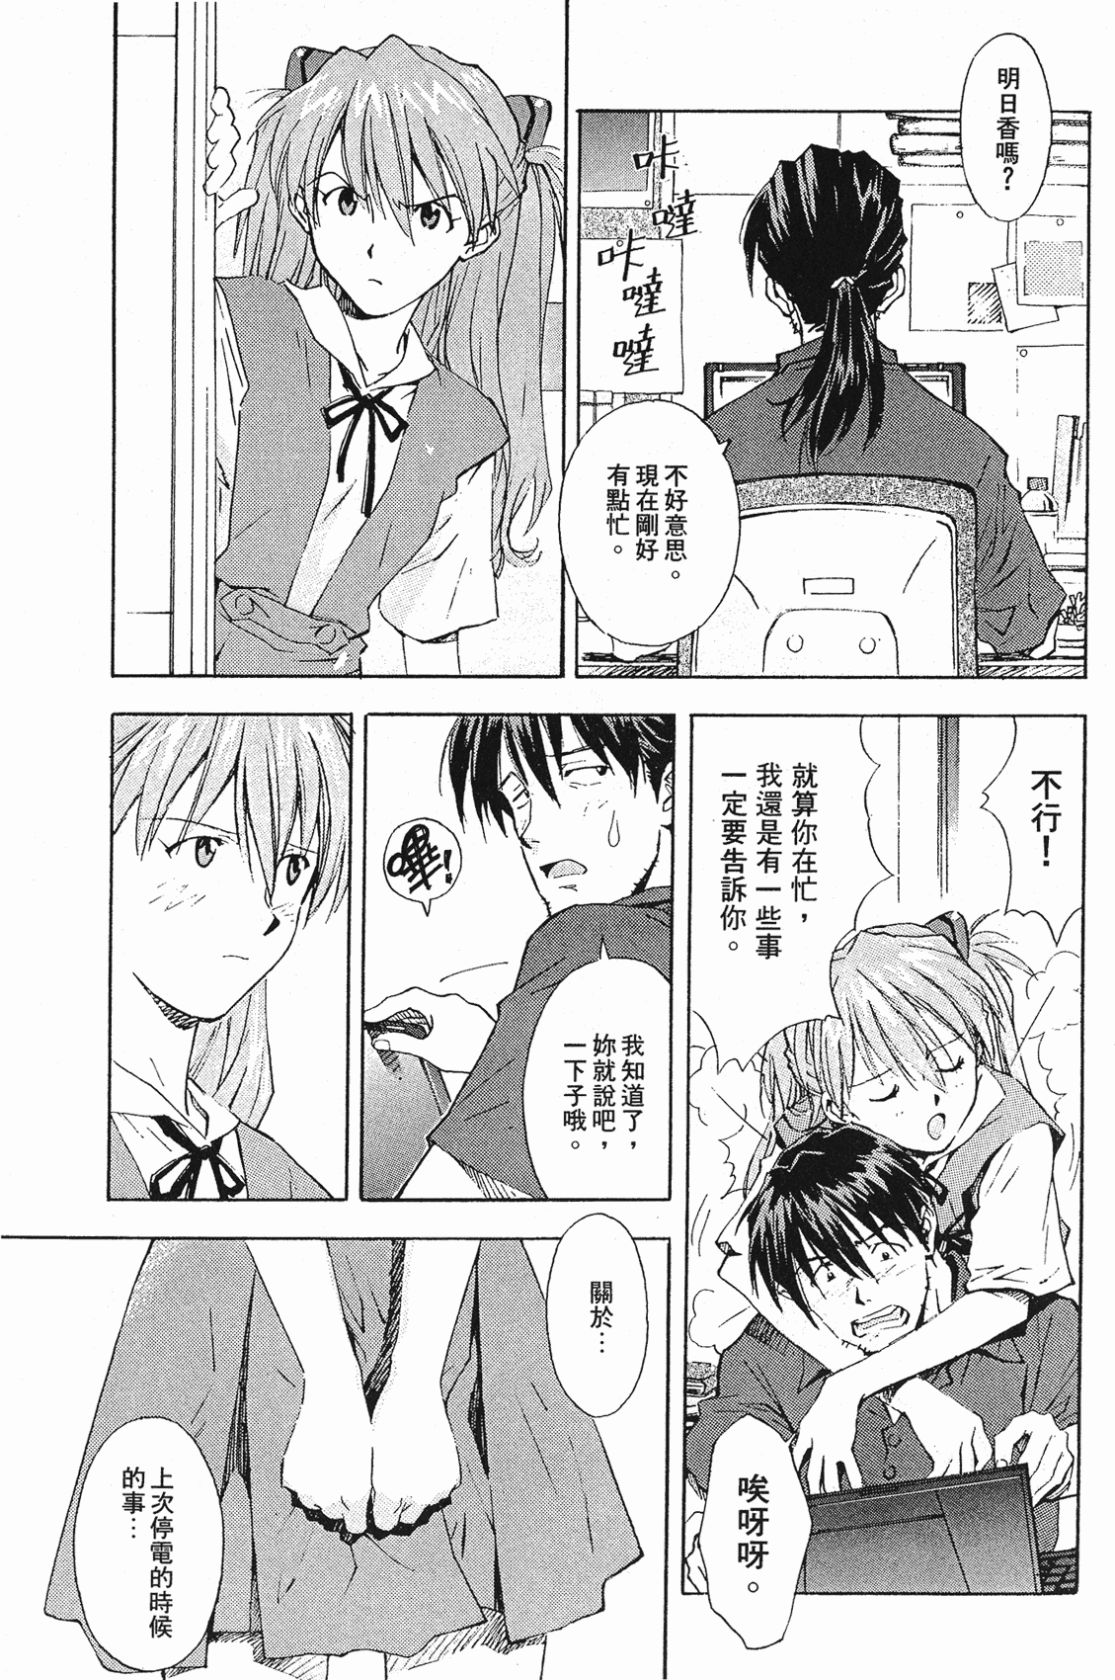 明日香嗎？
咔
噠
咔
噠
噠
不好意思。
現在剛好
有點忙。
不行！
就算你在忙，
我還是有一些事
一定要告訴你。
唉呀呀。
嗶！
我知道了，
妳就說吧，
一下子哦。
關於…
上次停電的時候
的事…